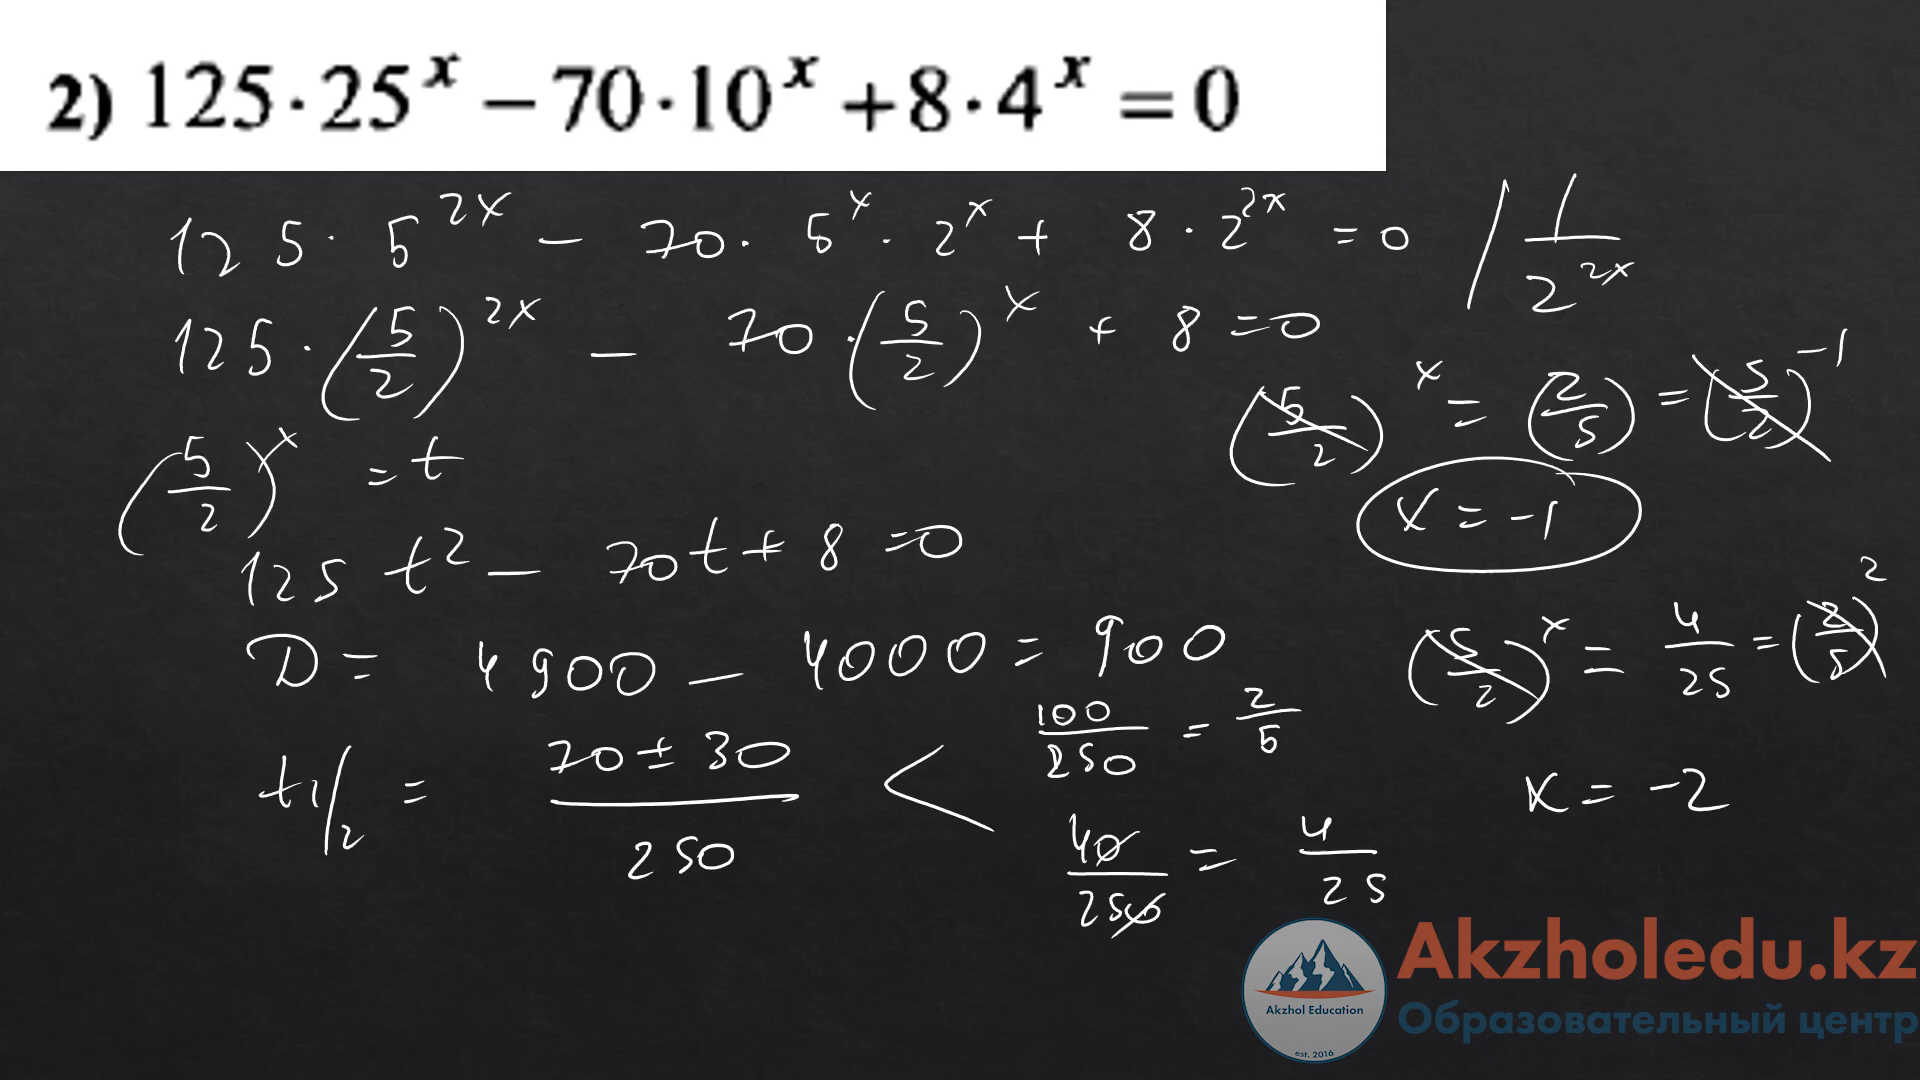 2) 125·25^x − 70·10^x + 8·4^x = 0
125· 5^2x − 70· 5^x · 2^x + 8 · 2^2x = 0 | 1/2^2x
125 · (5/2)^2x − 70 · (5/2)^x + 8 = 0
(5/2)^x = t
125 t^2 − 70t + 8 = 0
D = 4900 − 4000 = 900
t1/2 = 70 ± 30 / 250 <
100/250 = 2/5
40/250 = 4/25
(5/2)^x = (2/5) = (5/2)^−1
x = −1
(5/2)^x = 4/25 = (2/5)^2
x = −2
Akzholedu.kz
Образовательный центр
Akzhol Education
est. 2016